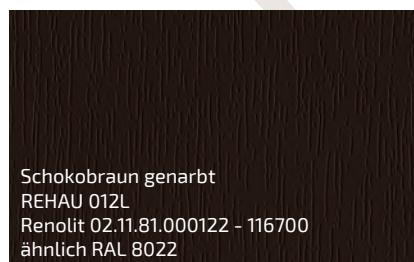 Schokobraun genarbt
REHAU 012L
Renolit 02.11.81.000122 - 116700
ähnlich RAL 8022